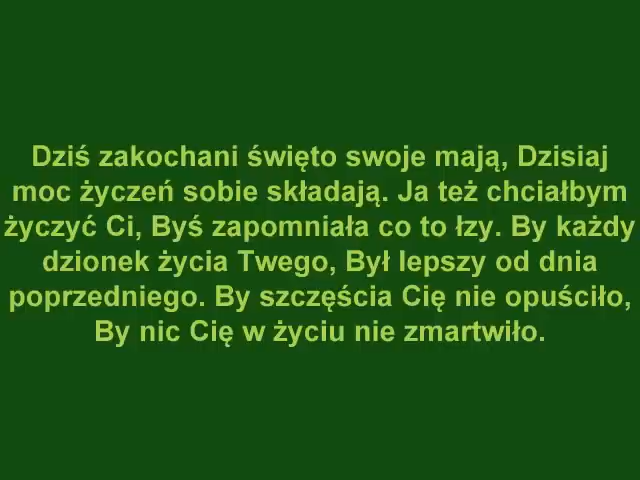 Dziś zakochani święto swoje mają, Dzisiaj
moc życzeń sobie składają. Ja też chciałbym
życzyć Ci, Byś zapomniała co to łzy. By każdy
dzionek życia Twego, Był lepszy od dnia
poprzedniego. By szczęścia Cię nie opuściło,
By nic Cię w życiu nie zmartwiło.